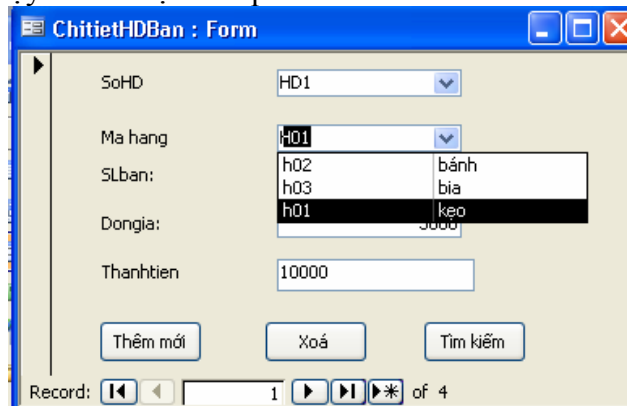 ChitietHDBan : Form
SoHD HD1
Ma hang H01
SLban: h02 bánh
h03 bia
h01 kẹo
Dongia:
Thanhtien 10000
Thêm mới Xoá Tìm kiếm
Record: 1 of 4